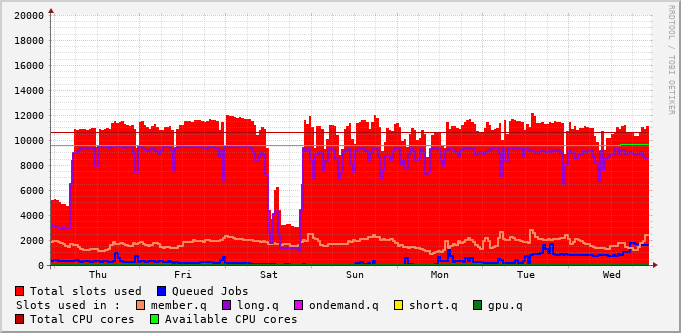 20000
18000
16000
14000
12000
10000
8000
6000
4000
2000
0
Thu Fri Sat Sun Mon Tue Wed
RRDTOOL / TOBI OETIKER
Total slots used Queued Jobs
Slots used in : member.q long.q ondemand.q short.q gpu.q
Total CPU cores Available CPU cores